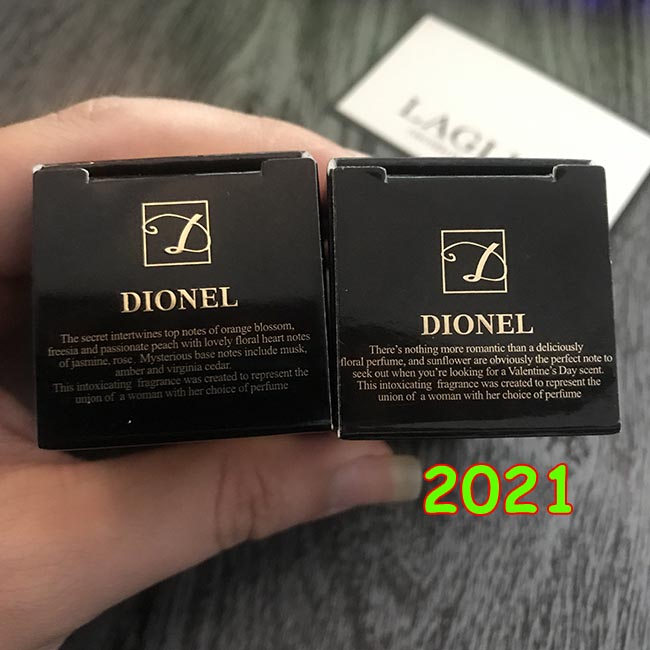 LAGI
D
DIONEL
The secret intertwines top notes of orange blossom,
freesia and passionate peach with lovely floral heart notes
of jasmine, rose. Mysterious base notes include musk,
amber and virginia cedar.
This intoxicating fragrance was created to represent the
union of a woman with her choice of perfume
D
DIONEL
There's nothing more romantic than a deliciously
floral perfume, and sunflower are obviously the perfect note to
seek out when you're looking for a Valentine's Day scent.
This intoxicating fragrance was created to represent the
union of a woman with her choice of perfume
2021